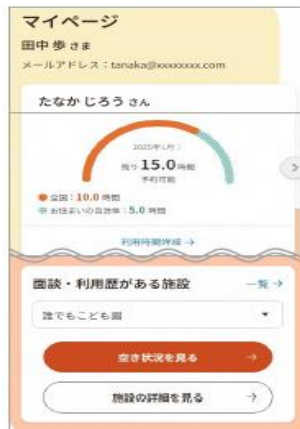 マイページ
田中 歩 さま
メールアドレス：tanaka@xxxxxxxx.com
たなか じろう さん
2025年1月：
残り 15.0 時間
予約可能
全国：10.0 時間
お住まいの自治体：5.0 時間
利用時間詳細 →
面談・利用歴がある施設
一覧 →
誰でもこども園
空き状況を見る →
施設の詳細を見る →